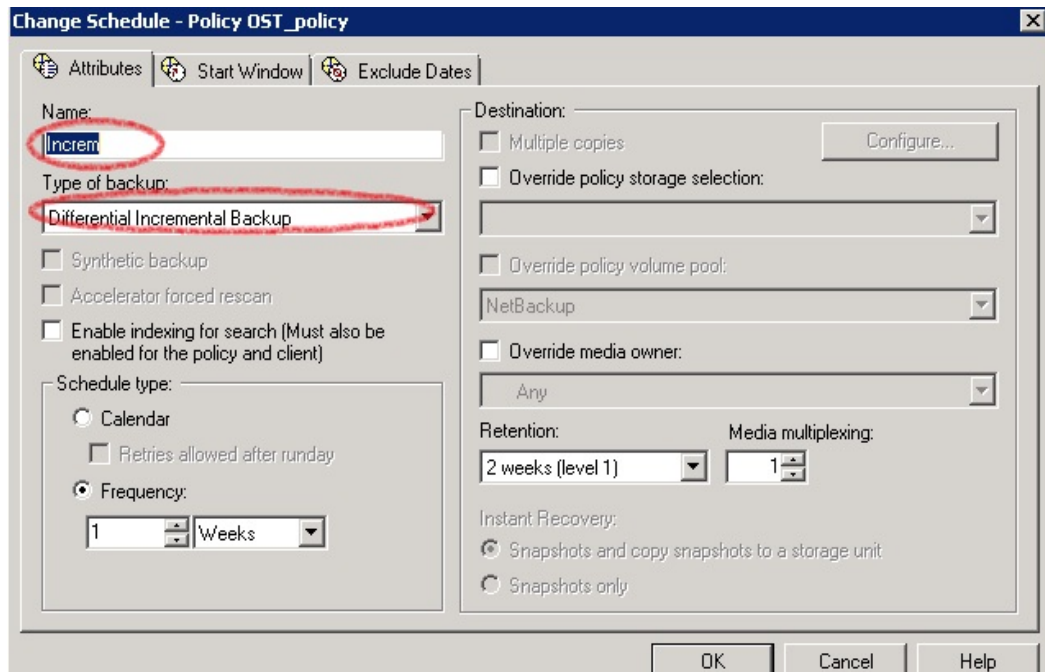 Change Schedule - Policy OST_policy
Attributes
Start Window
Exclude Dates
Name:
Increm
Type of backup:
Differential Incremental Backup
Synthetic backup
Accelerator forced rescan
Enable indexing for search (Must also be
enabled for the policy and client)
Schedule type:
Calendar
Retries allowed after runday
Frequency:
1 Weeks
Destination:
Multiple copies
Configure...
Override policy storage selection:
Override policy volume pool:
NetBackup
Override media owner:
Any
Retention:
Media multiplexing:
2 weeks (level 1)
1
Instant Recovery:
Snapshots and copy snapshots to a storage unit
Snapshots only
OK
Cancel
Help